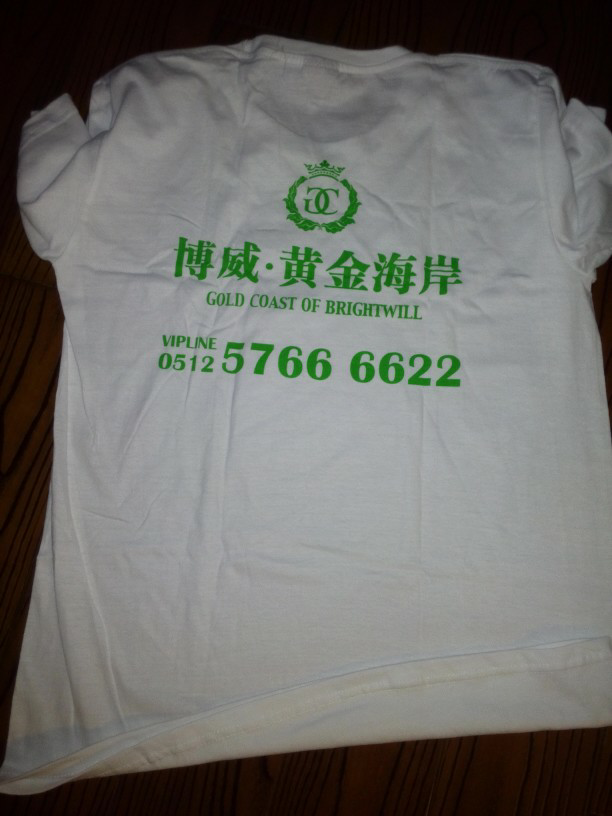 GC
博威·黄金海岸
GOLD COAST OF BRIGHTWILL
VIPLINE
0512 5766 6622